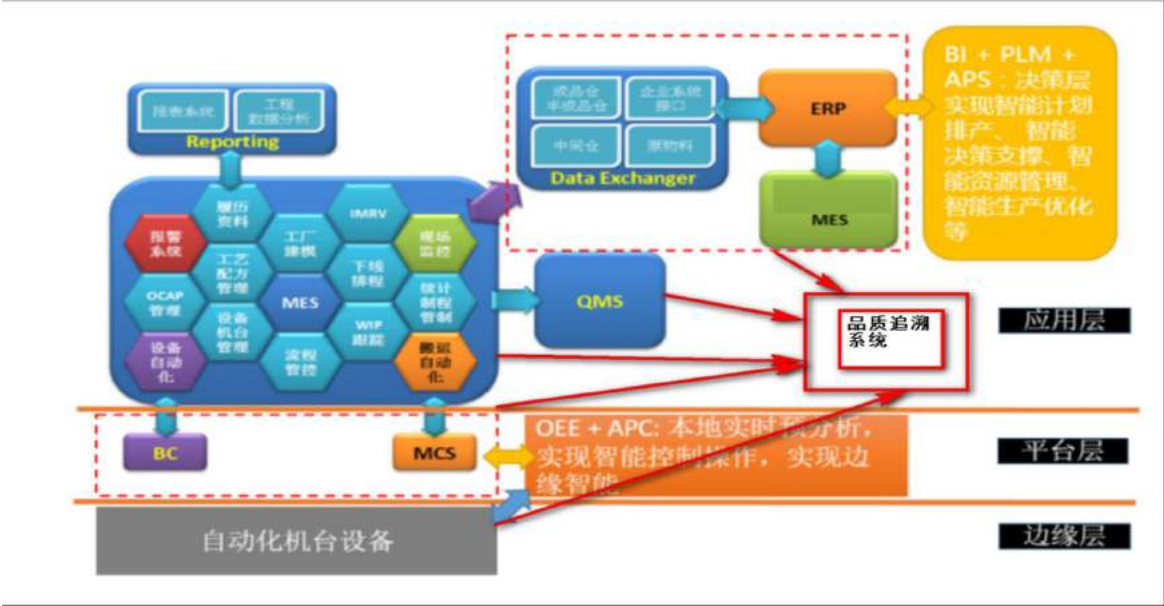 报表系统
工程
数据分析
Reporting
成品仓
半成品仓
企业系统
接口
中间仓
原物料
Data Exchanger
ERP
MES
BI + PLM +
APS：决策层
实现智能计划
排产、 智能
决策支撑、智
能资源管理、
智能生产优化
等
履历
资料
IMRV
报警
系统
工厂
建模
现场
监控
工艺
配方
管理
下线
排程
OCAP
管理
MES
统计
制程
管制
设备
机台
管理
WIP
跟踪
设备
自动
化
流程
管控
搬运
自动
化
QMS
品质追溯
系统
应用层
BC
MCS
OEE + APC: 本地实时预分析，
实现智能控制操作，实现边
缘智能
平台层
自动化机台设备
边缘层